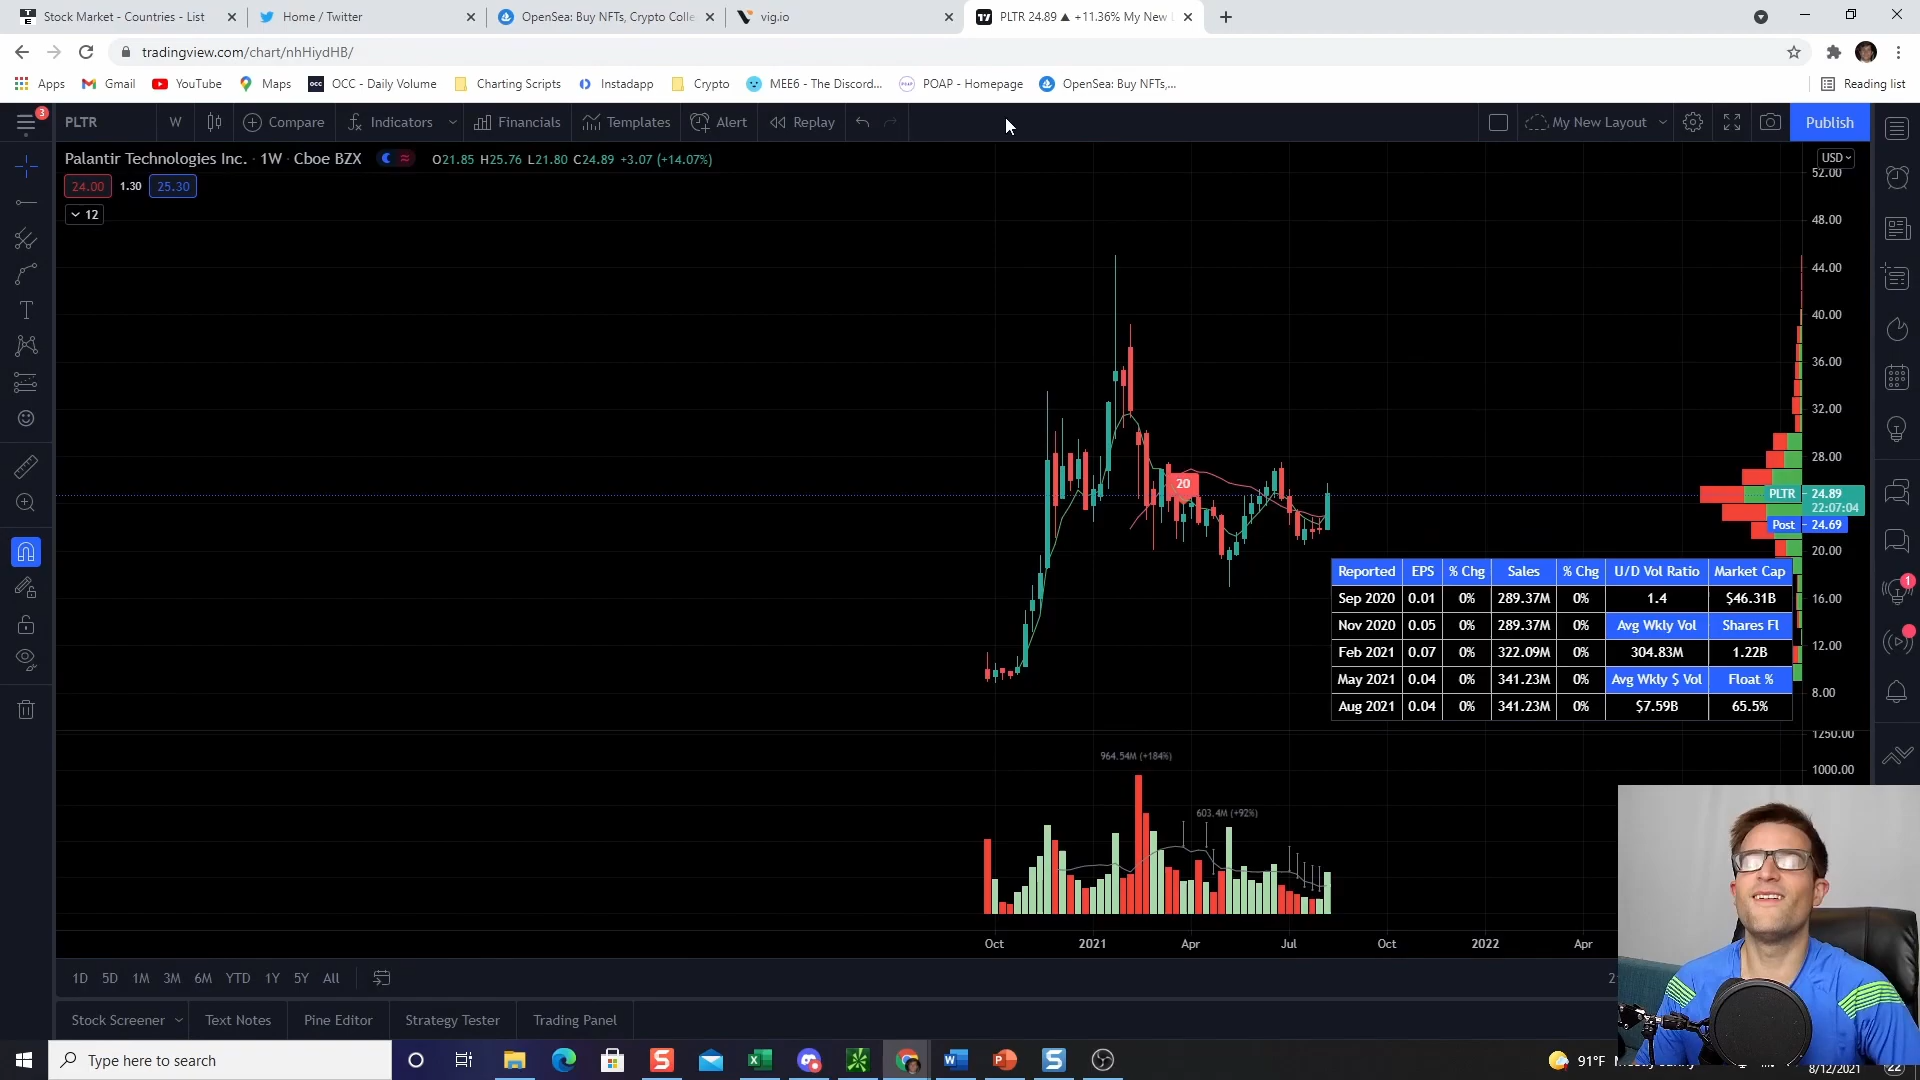 Stock Market - Countries - List
Home / Twitter
OpenSea: Buy NFTs, Crypto Colle
vig.io
PLTR 24.89 ▲ +11.36% My New
tradingview.com/chart/nhHiydHB/
Apps
Gmail
YouTube
Maps
OCC - Daily Volume
Charting Scripts
Instadapp
Crypto
MEE6 - The Discord...
POAP - Homepage
OpenSea: Buy NFTs,...
Reading list
3
PLTR
W
Compare
Indicators
Financials
Templates
Alert
Replay
My New Layout
Publish
Palantir Technologies Inc. · 1W · Cboe BZX
O21.85 H25.76 L21.80 C24.89 +3.07 (+14.07%)
USD
24.00 1.30 25.30
12
52.00
48.00
44.00
40.00
36.00
32.00
28.00
20
PLTR 24.89
22:07:04
Post 24.69
20.00
16.00
12.00
8.00
Reported EPS % Chg Sales % Chg U/D Vol Ratio Market Cap
Sep 2020 0.01 0% 289.37M 0% 1.4 $46.31B
Nov 2020 0.05 0% 289.37M 0% Avg Wkly Vol Shares Fl
Feb 2021 0.07 0% 322.09M 0% 304.83M 1.22B
May 2021 0.04 0% 341.23M 0% Avg Wkly $ Vol Float %
Aug 2021 0.04 0% 341.23M 0% $7.59B 65.5%
1
1250.00
1000.00
964.54M (+184%)
603.4M (+92%)
Oct 2021 Apr Jul Oct 2022 Apr
1D 5D 1M 3M 6M YTD 1Y 5Y All
Stock Screener
Text Notes
Pine Editor
Strategy Tester
Trading Panel
Type here to search
91°F
8/12/2021
22